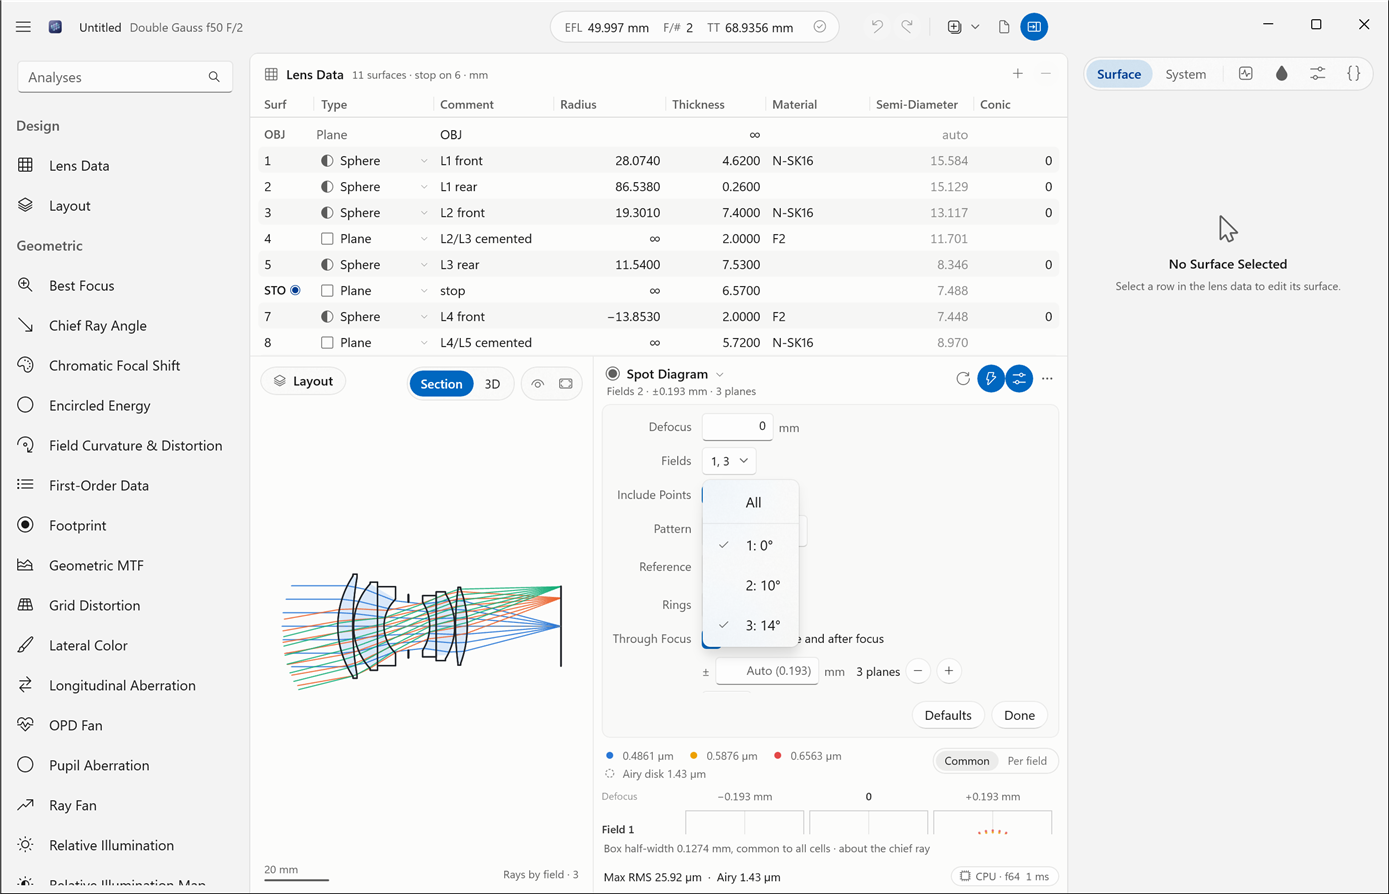 Untitled Double Gauss f50 F/2
EFL 49.997 mm F/# 2 TT 68.9356 mm
Analyses
Design
Lens Data
Layout
Geometric
Best Focus
Chief Ray Angle
Chromatic Focal Shift
Encircled Energy
Field Curvature & Distortion
First-Order Data
Footprint
Geometric MTF
Grid Distortion
Lateral Color
Longitudinal Aberration
OPD Fan
Pupil Aberration
Ray Fan
Relative Illumination
Relative Illumination Map
Lens Data 11 surfaces · stop on 6 · mm
Surf Type Comment Radius Thickness Material Semi-Diameter Conic
OBJ Plane OBJ ∞ auto
1 Sphere L1 front 28.0740 4.6200 N-SK16 15.584 0
2 Sphere L1 rear 86.5380 0.2600 15.129 0
3 Sphere L2 front 19.3010 7.4000 N-SK16 13.117 0
4 Plane L2/L3 cemented ∞ 2.0000 F2 11.701
5 Sphere L3 rear 11.5400 7.5300 8.346 0
STO Plane stop ∞ 6.5700 7.488
7 Sphere L4 front −13.8530 2.0000 F2 7.448 0
8 Plane L4/L5 cemented ∞ 5.7200 N-SK16 8.970
Layout
Section 3D
20 mm
Rays by field · 3
Spot Diagram
Fields 2 · ±0.193 mm · 3 planes
Defocus 0 mm
Fields 1, 3
Include Points
Pattern
Reference
Rings
Through Focus e and after focus
All
1: 0°
2: 10°
3: 14°
± Auto (0.193) mm 3 planes − +
Defaults Done
0.4861 µm 0.5876 µm 0.6563 µm
Airy disk 1.43 µm
Common Per field
Defocus −0.193 mm 0 +0.193 mm
Field 1
Box half-width 0.1274 mm, common to all cells · about the chief ray
Max RMS 25.92 µm · Airy 1.43 µm
CPU · f64 1 ms
Surface System { }
No Surface Selected
Select a row in the lens data to edit its surface.